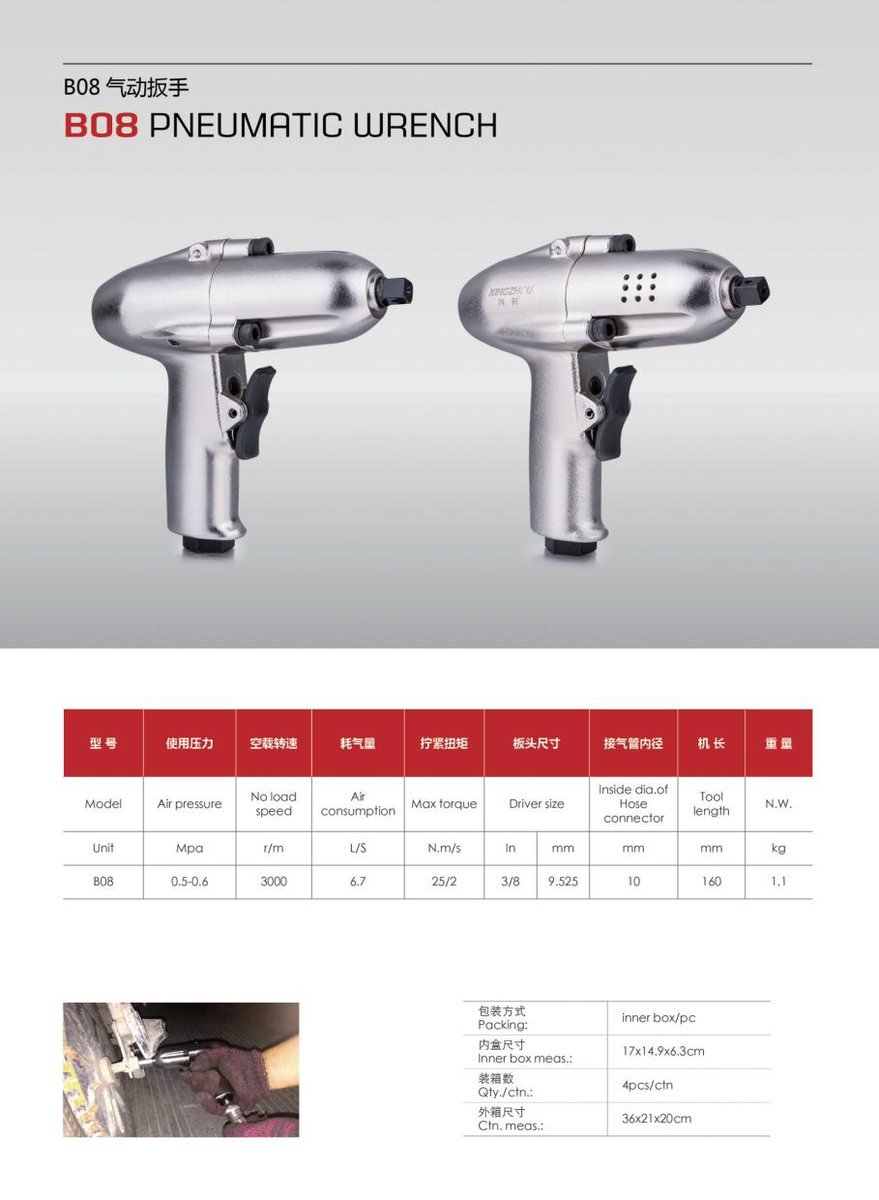 B08 气动扳手
B08 PNEUMATIC WRENCH
XINGZHOU
型 号 使用压力 空载转速 耗气量 拧紧扭矩 板头尺寸 接气管内径 机 长 重 量
Model Air pressure No load speed Air consumption Max torque Driver size Inside dia.of Hose connector Tool length N.W.
Unit Mpa r/m L/S N.m/s In mm mm mm kg
B08 0.5-0.6 3000 6.7 25/2 3/8 9.525 10 160 1.1
包装方式
Packing: inner box/pc
内盒尺寸
Inner box meas.: 17x14.9x6.3cm
装箱数
Qty./ctn.: 4pcs/ctn
外箱尺寸
Ctn. meas.: 36x21x20cm